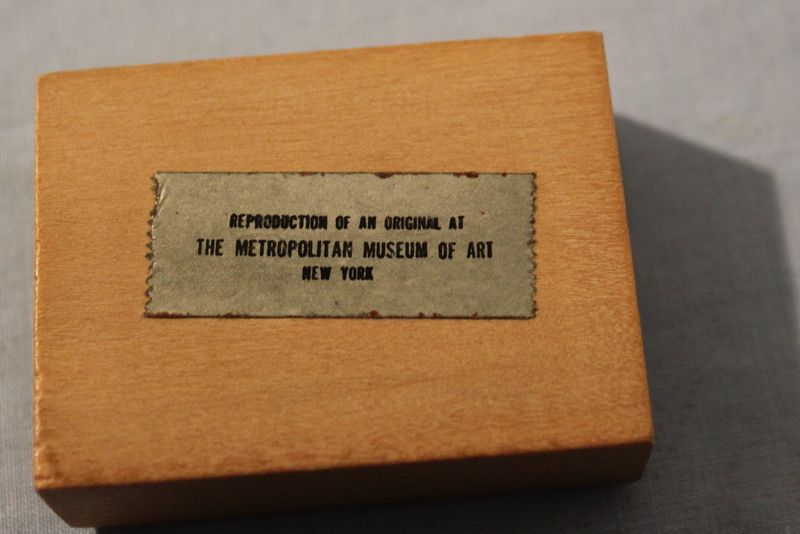 REPRODUCTION OF AN ORIGINAL AT
THE METROPOLITAN MUSEUM OF ART
NEW YORK